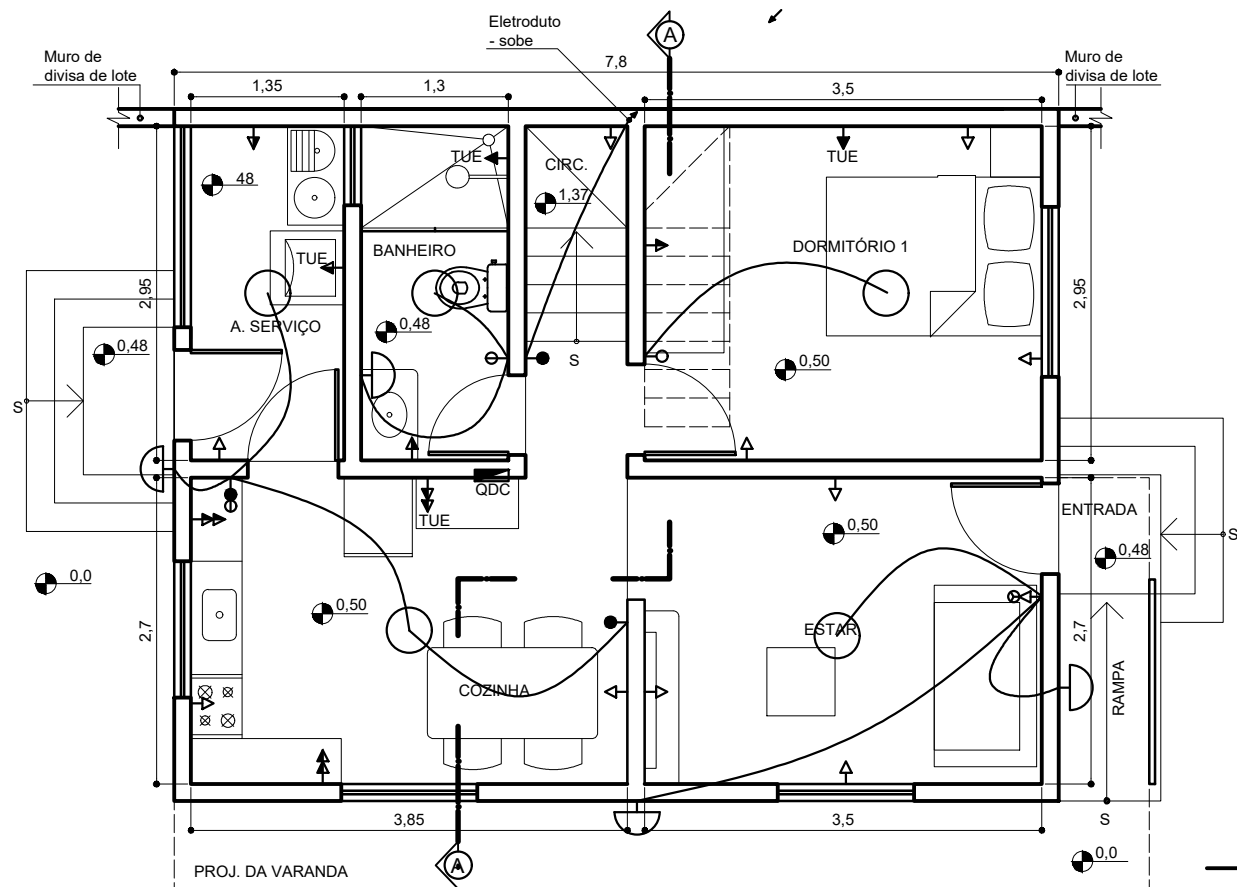 Eletroduto
- sobe
A
Muro de
divisa de lote
7,8
Muro de
divisa de lote
1,35
1,3
3,5
TUE
CIRC.
TUE
48
1,37
BANHEIRO
DORMITÓRIO 1
TUE
2,95
2,95
A. SERVIÇO
0,48
0,48
S
0,50
S
QDC
TUE
ENTRADA
0,50
S
0,48
0,0
0,50
2,7
ESTAR
2,7
COZINHA
RAMPA
3,85
3,5
S
A
0,0
PROJ. DA VARANDA